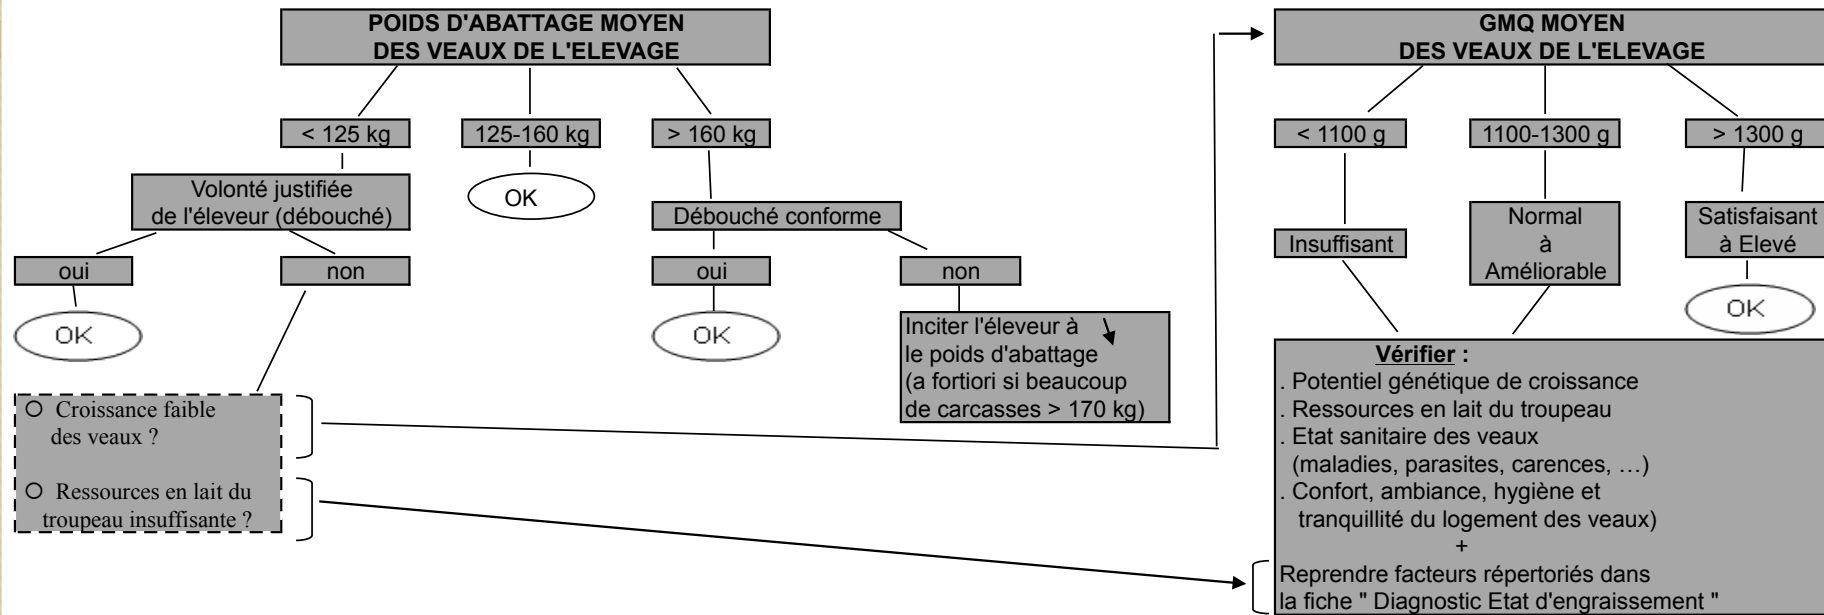 POIDS D'ABATTAGE MOYEN
DES VEAUX DE L'ELEVAGE
< 125 kg
125-160 kg
> 160 kg
Volonté justifiée
de l'éleveur (débouché)
OK
Débouché conforme
oui
non
oui
non
OK
OK
Inciter l'éleveur à
le poids d'abattage
(a fortiori si beaucoup
de carcasses > 170 kg)
Croissance faible
des veaux ?
Ressources en lait du
troupeau insuffisante ?
GMQ MOYEN
DES VEAUX DE L'ELEVAGE
< 1100 g
1100-1300 g
> 1300 g
Insuffisant
Normal
à
Améliorable
Satisfaisant
à Elevé
OK
Vérifier :
. Potentiel génétique de croissance
. Ressources en lait du troupeau
. Etat sanitaire des veaux
(maladies, parasites, carences, …)
. Confort, ambiance, hygiène et
tranquillité du logement des veaux)
+
Reprendre facteurs répertoriés dans
la fiche " Diagnostic Etat d'engraissement "